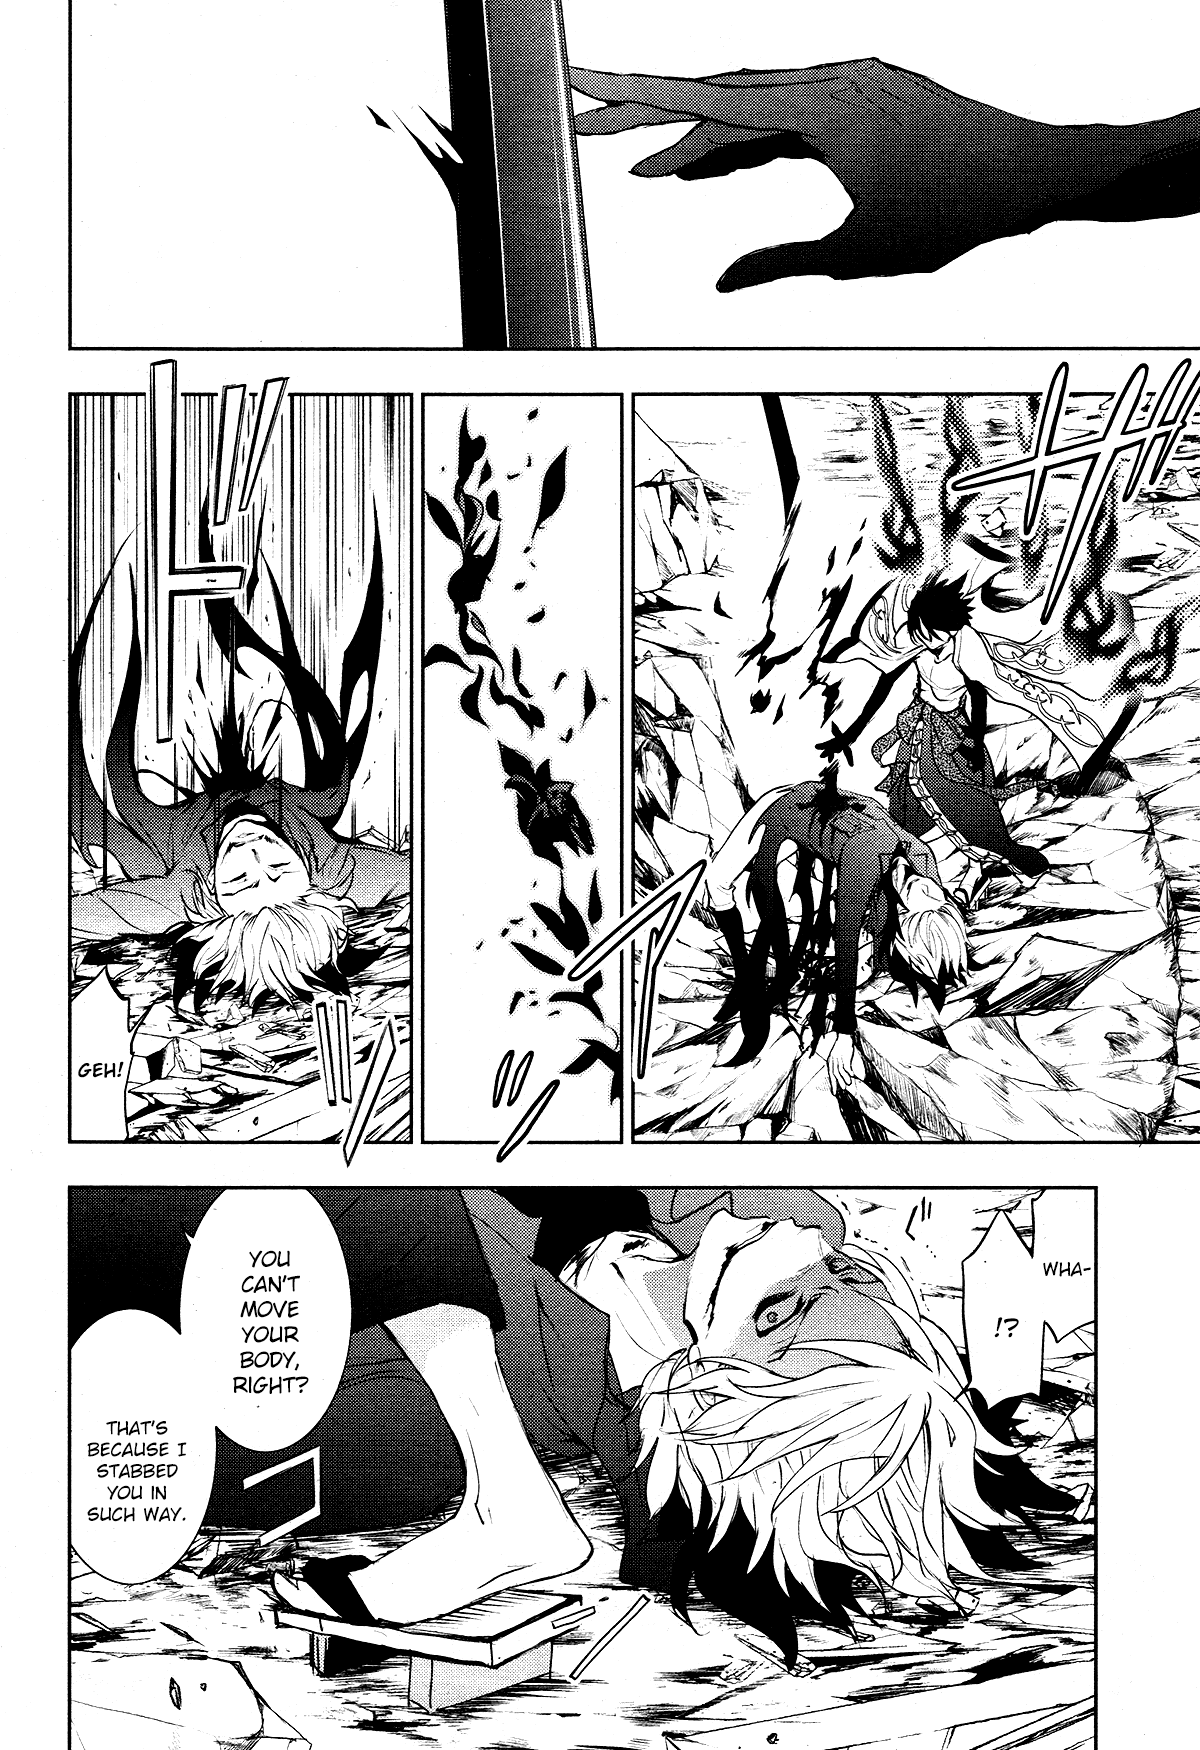 GEH!
WHA-
!?
YOU
CAN'T
MOVE
YOUR
BODY,
RIGHT?
THAT'S
BECAUSE I
STABBED
YOU IN
SUCH WAY.